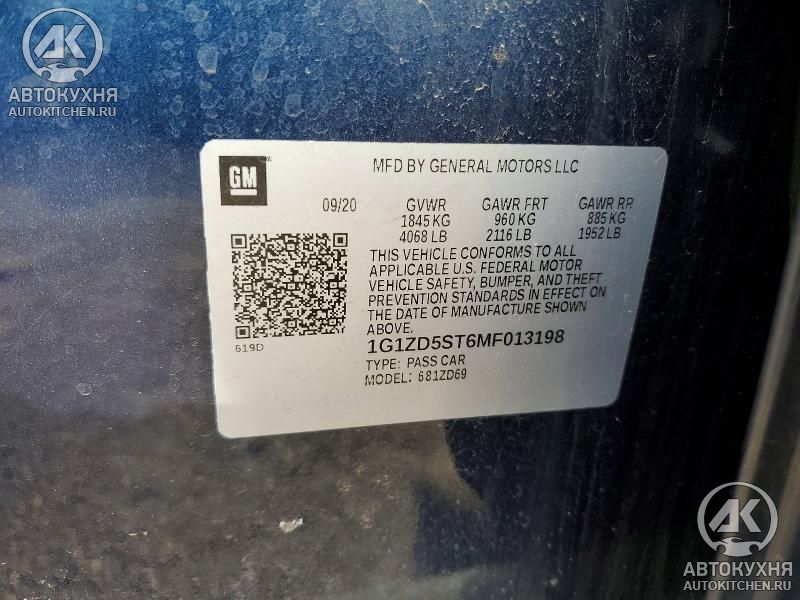 AK
АВТОКУХНЯ
AUTOKITCHEN.RU
GM
MFD BY GENERAL MOTORS LLC
09/20 GVWR GAWR FRT GAWR RR
1845 KG 960 KG 885 KG
4068 LB 2116 LB 1952 LB
THIS VEHICLE CONFORMS TO ALL
APPLICABLE U.S. FEDERAL MOTOR
VEHICLE SAFETY, BUMPER, AND THEFT
PREVENTION STANDARDS IN EFFECT ON
THE DATE OF MANUFACTURE SHOWN
ABOVE.
619D
1G1ZD5ST6MF013198
TYPE: PASS CAR
MODEL: 681ZD69
AK
АВТОКУХНЯ
AUTOKITCHEN.RU